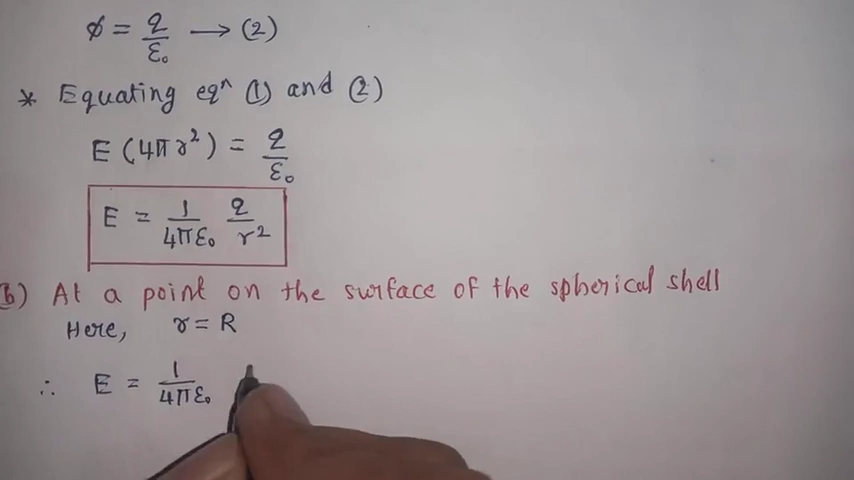 ϕ = q/ε₀ → (2)
* Equating eqⁿ (1) and (2)
E (4πr²) = q/ε₀
E = 1/4πε₀ q/r²
(b) At a point on the surface of the spherical shell
Here, r = R
∴ E = 1/4πε₀